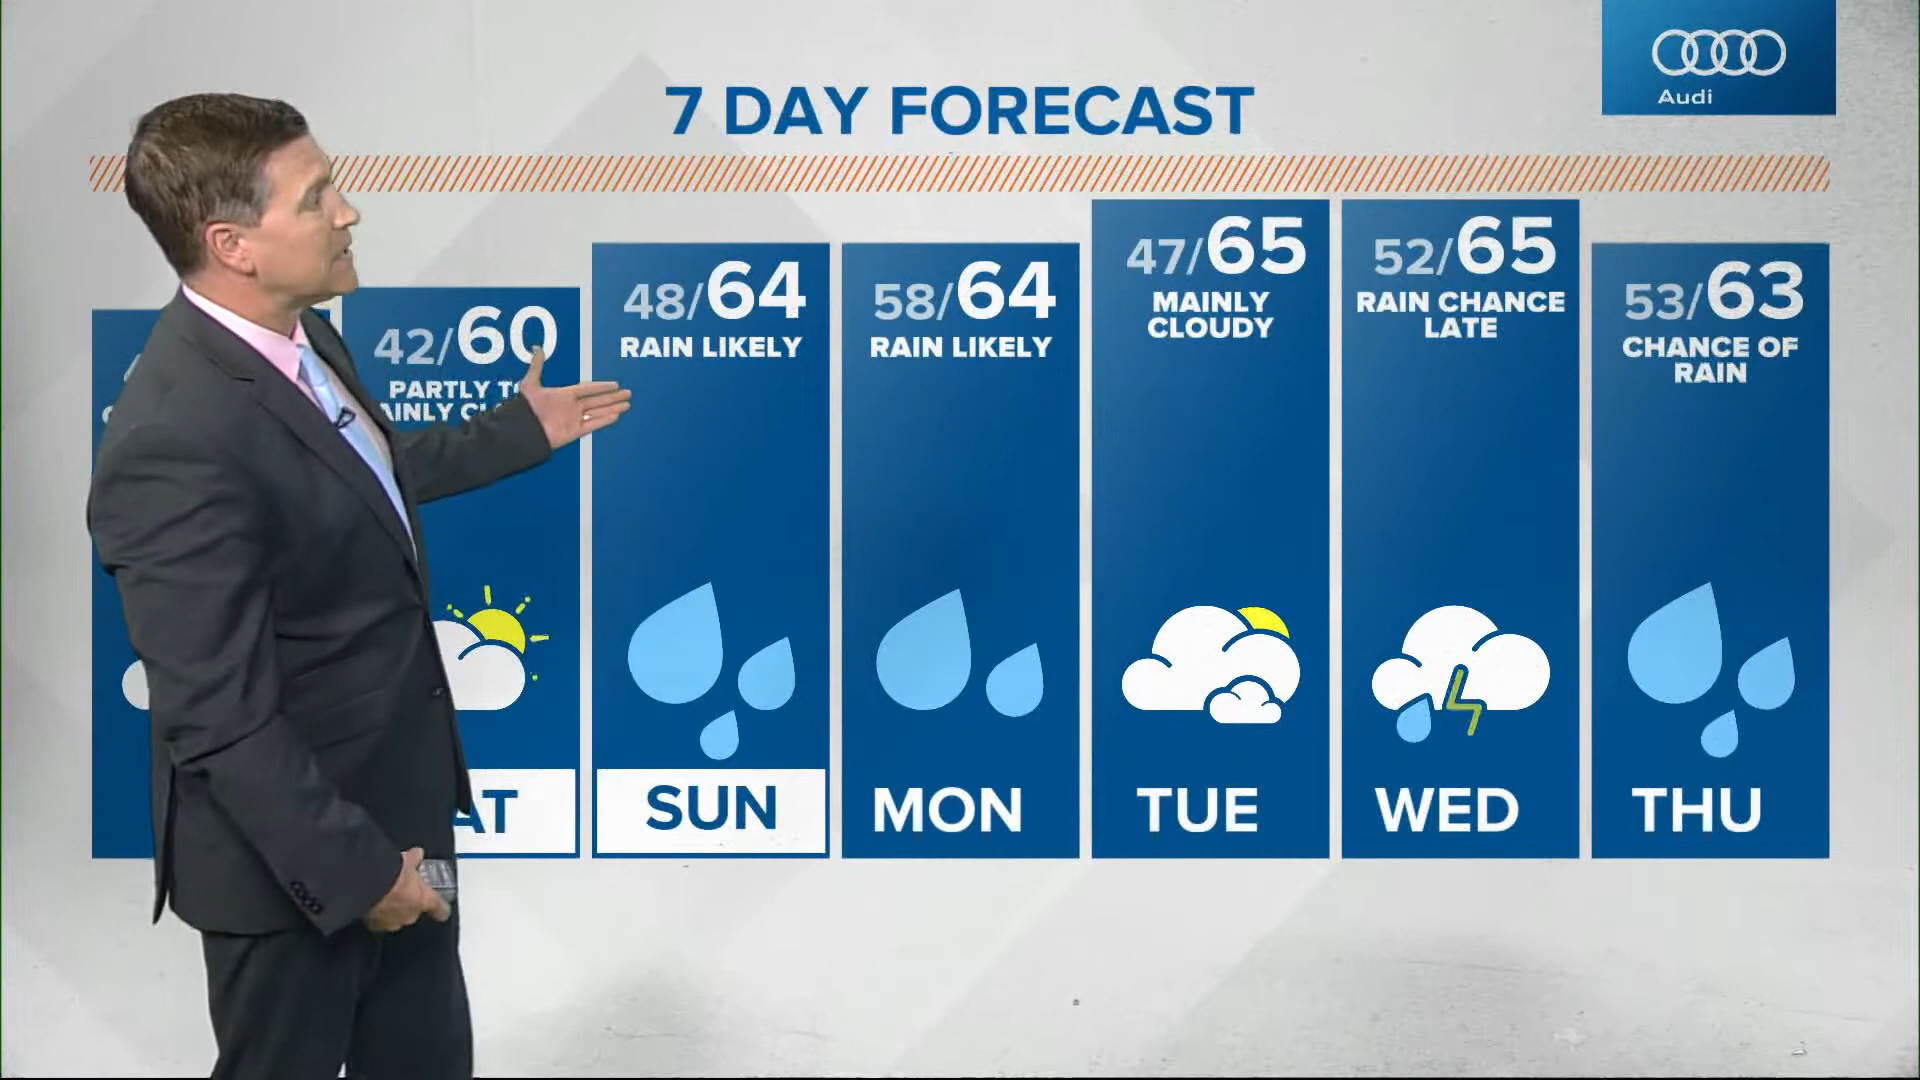 Audi
7 DAY FORECAST
42/60
48/64
RAIN LIKELY
58/64
RAIN LIKELY
47/65
MAINLY
CLOUDY
52/65
RAIN CHANCE
LATE
53/63
CHANCE OF
RAIN
PARTLY
SUN
MON
TUE
WED
THU